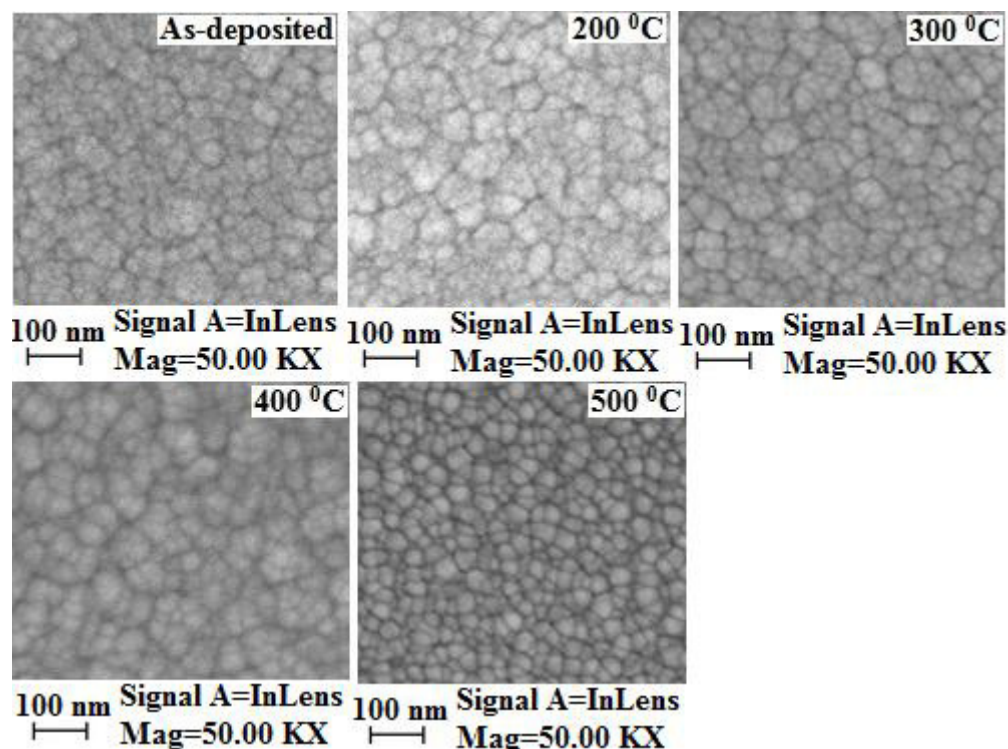 As-deposited
100 nm
Signal A=InLens
Mag=50.00 KX
200 ⁰C
100 nm
Signal A=InLens
Mag=50.00 KX
300 ⁰C
100 nm
Signal A=InLens
Mag=50.00 KX
400 ⁰C
100 nm
Signal A=InLens
Mag=50.00 KX
500 ⁰C
100 nm
Signal A=InLens
Mag=50.00 KX